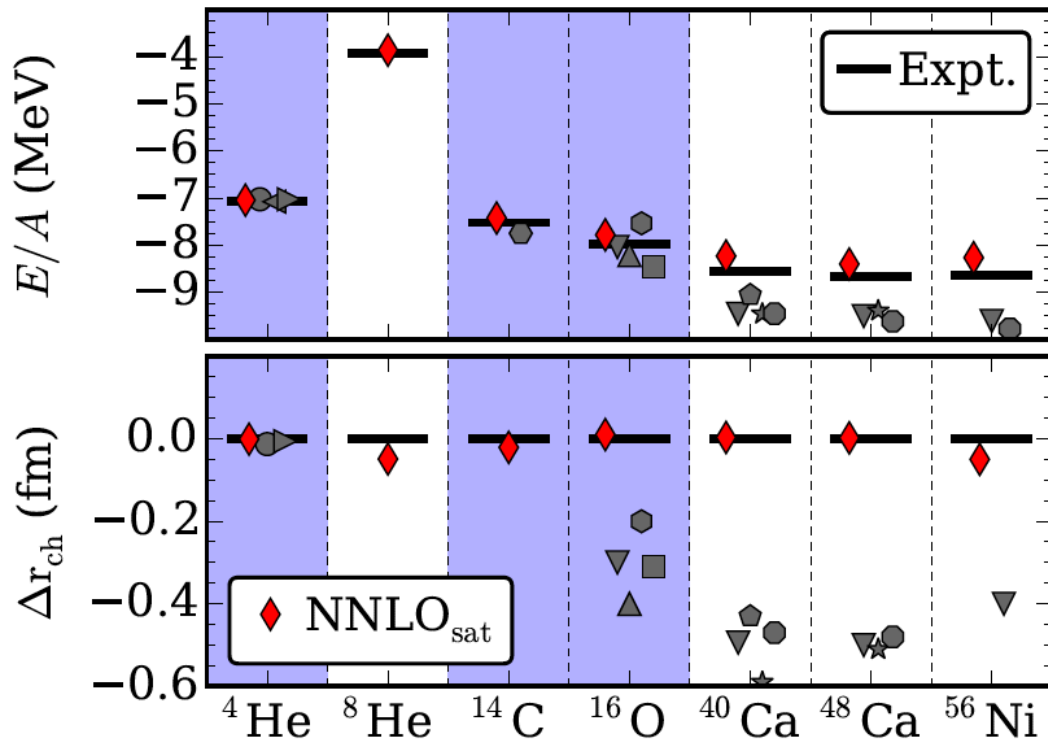 E/A (MeV)
−4
−5
−6
−7
−8
−9
Expt.
Δr_ch (fm)
0.0
−0.2
−0.4
−0.6
NNLO_sat
⁴He ⁸He ¹⁴C ¹⁶O ⁴⁰Ca ⁴⁸Ca ⁵⁶Ni